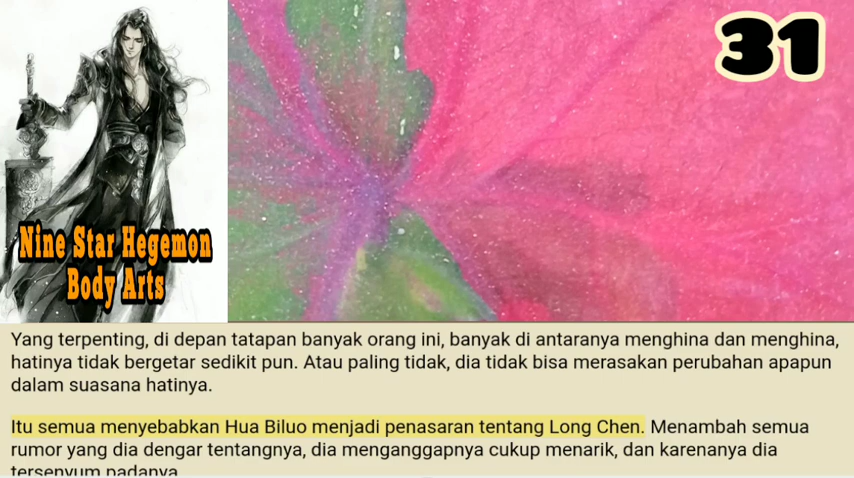 31
Nine Star Hegemon
Body Arts
Yang terpenting, di depan tatapan banyak orang ini, banyak di antaranya menghina dan menghina,
hatinya tidak bergetar sedikit pun. Atau paling tidak, dia tidak bisa merasakan perubahan apapun
dalam suasana hatinya.
Itu semua menyebabkan Hua Biluo menjadi penasaran tentang Long Chen. Menambah semua
rumor yang dia dengar tentangnya, dia menganggapnya cukup menarik, dan karenanya dia
tersenyum padanya